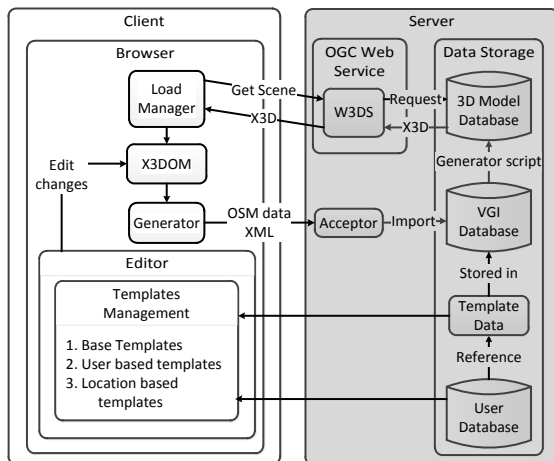 Client
Server
Browser
OGC Web
Service
Data Storage
Load
Manager
Get Scene
W3DS
Request
3D Model
Database
X3D
X3D
Edit
changes
X3DOM
Generator script
Generator
OSM data
XML
Acceptor
Import
VGI
Database
Editor
Stored in
Templates
Management
Template
Data
1. Base Templates
2. User based templates
3. Location based
templates
Reference
User
Database